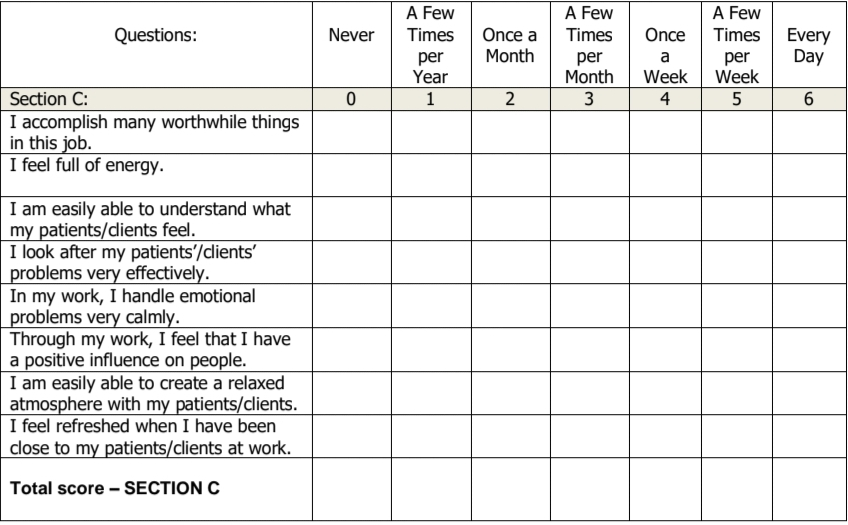 Questions:
Never
A Few
Times
per
Year
Once a
Month
A Few
Times
per
Month
Once
a
Week
A Few
Times
per
Week
Every
Day
Section C: 0 1 2 3 4 5 6
I accomplish many worthwhile things
in this job.
I feel full of energy.
I am easily able to understand what
my patients/clients feel.
I look after my patients’/clients’
problems very effectively.
In my work, I handle emotional
problems very calmly.
Through my work, I feel that I have
a positive influence on people.
I am easily able to create a relaxed
atmosphere with my patients/clients.
I feel refreshed when I have been
close to my patients/clients at work.
Total score – SECTION C